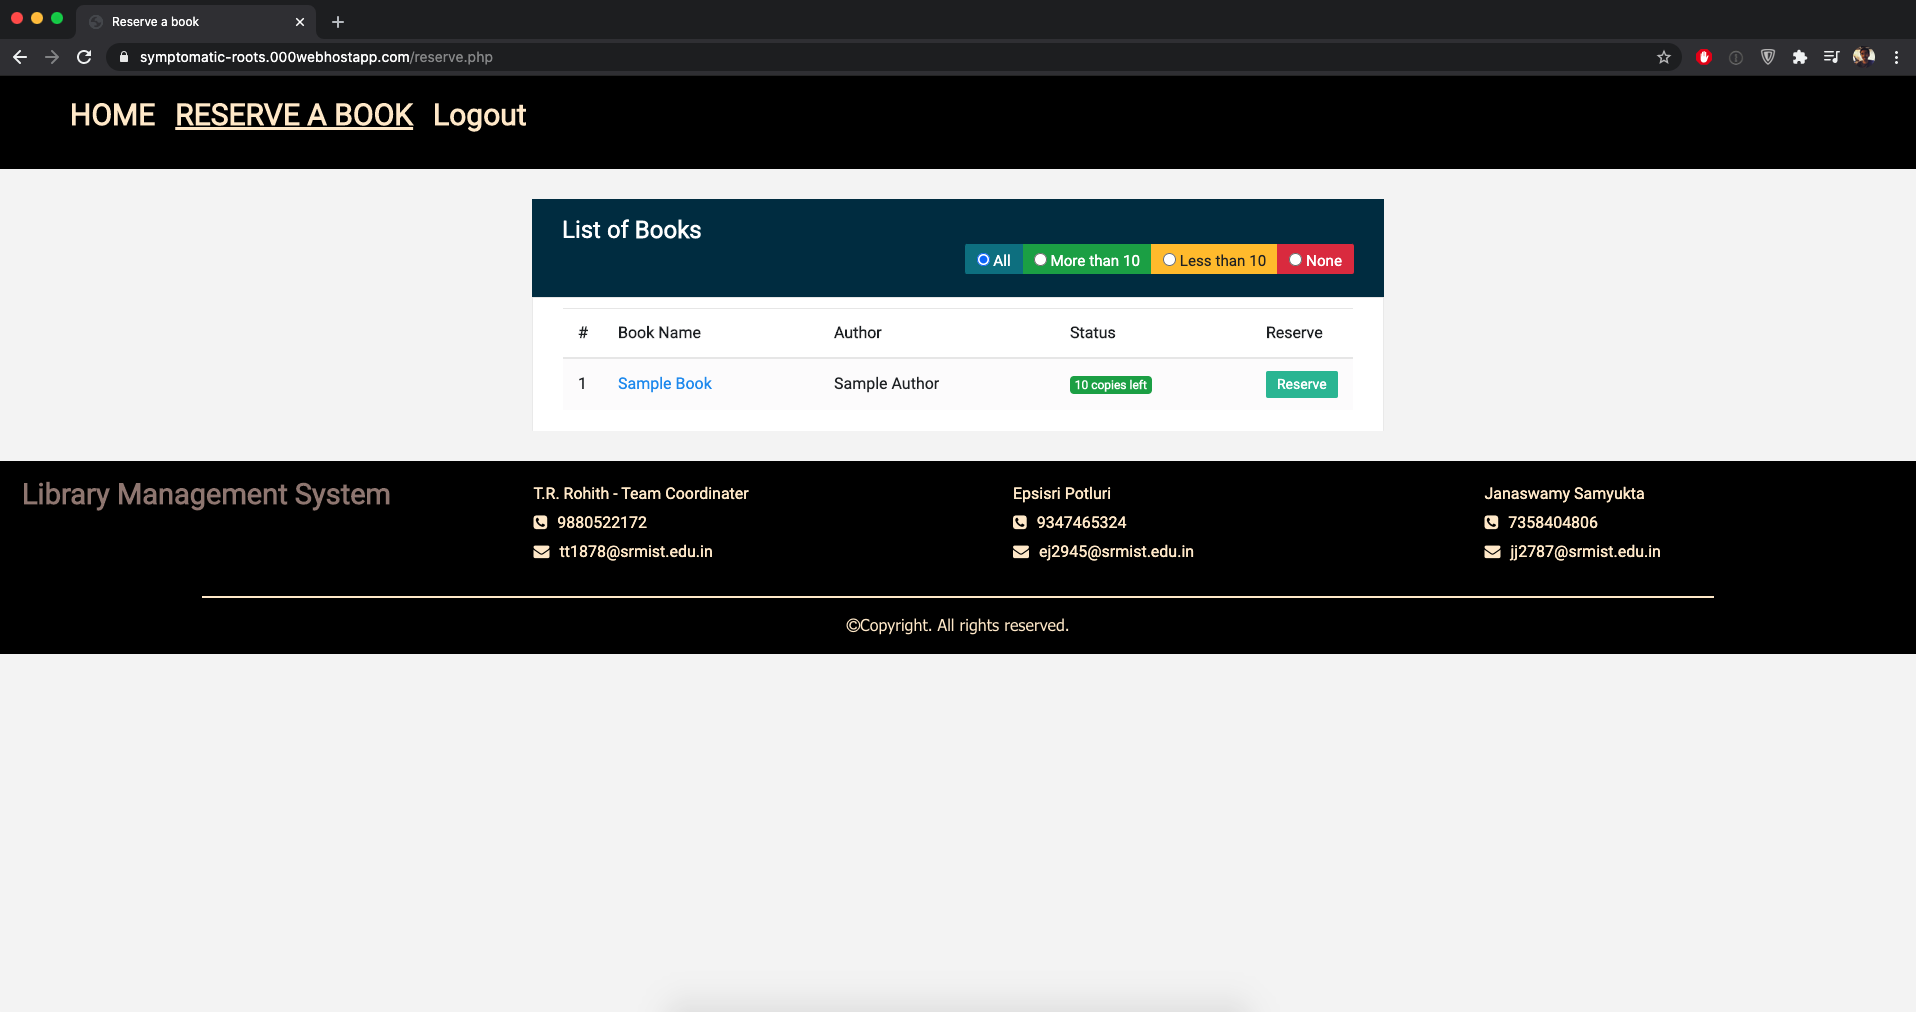 Reserve a book
symptomatic-roots.000webhostapp.com/reserve.php
HOME RESERVE A BOOK Logout
List of Books
All More than 10 Less than 10 None
# Book Name Author Status Reserve
1 Sample Book Sample Author 10 copies left Reserve
Library Management System
T.R. Rohith - Team Coordinater
9880522172
tt1878@srmist.edu.in
Epsisri Potluri
9347465324
ej2945@srmist.edu.in
Janaswamy Samyukta
7358404806
jj2787@srmist.edu.in
©Copyright. All rights reserved.